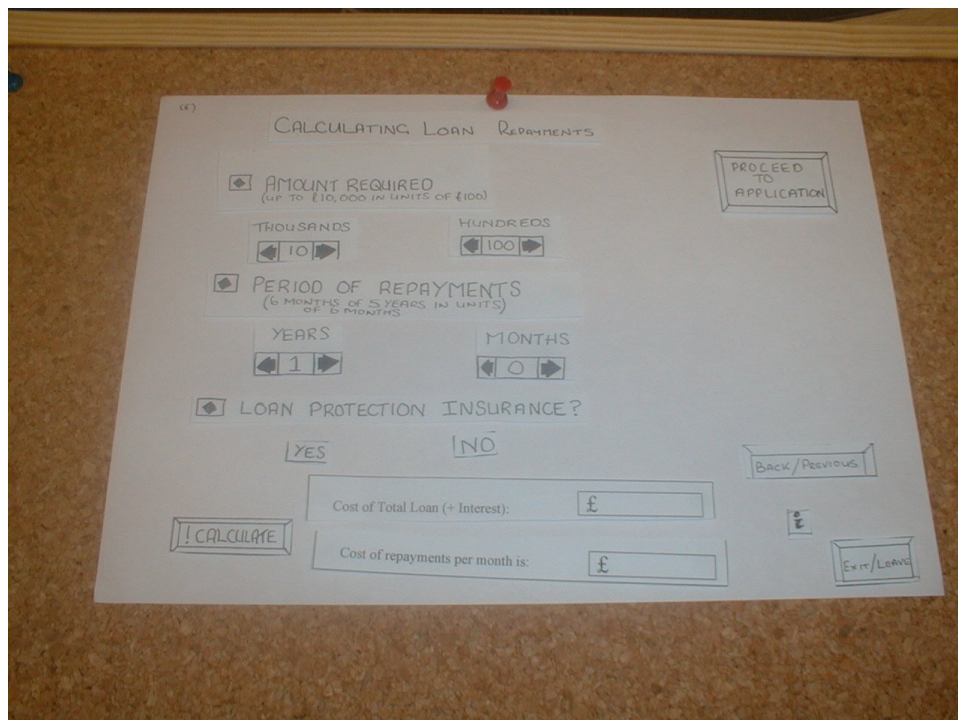 CALCULATING LOAN REPAYMENTS
PROCEED
TO
APPLICATION
AMOUNT REQUIRED
(UP TO £10,000 IN UNITS OF £100)
THOUSANDS
HUNDREDS
10
100
PERIOD OF REPAYMENTS
(6 MONTHS OF 5 YEARS IN UNITS)
OF 6 MONTHS
YEARS
MONTHS
1
0
LOAN PROTECTION INSURANCE?
YES
NO
BACK/PREVIOUS
Cost of Total Loan (+ Interest): £
i
! CALCULATE
Cost of repayments per month is: £
EXIT/LEAVE